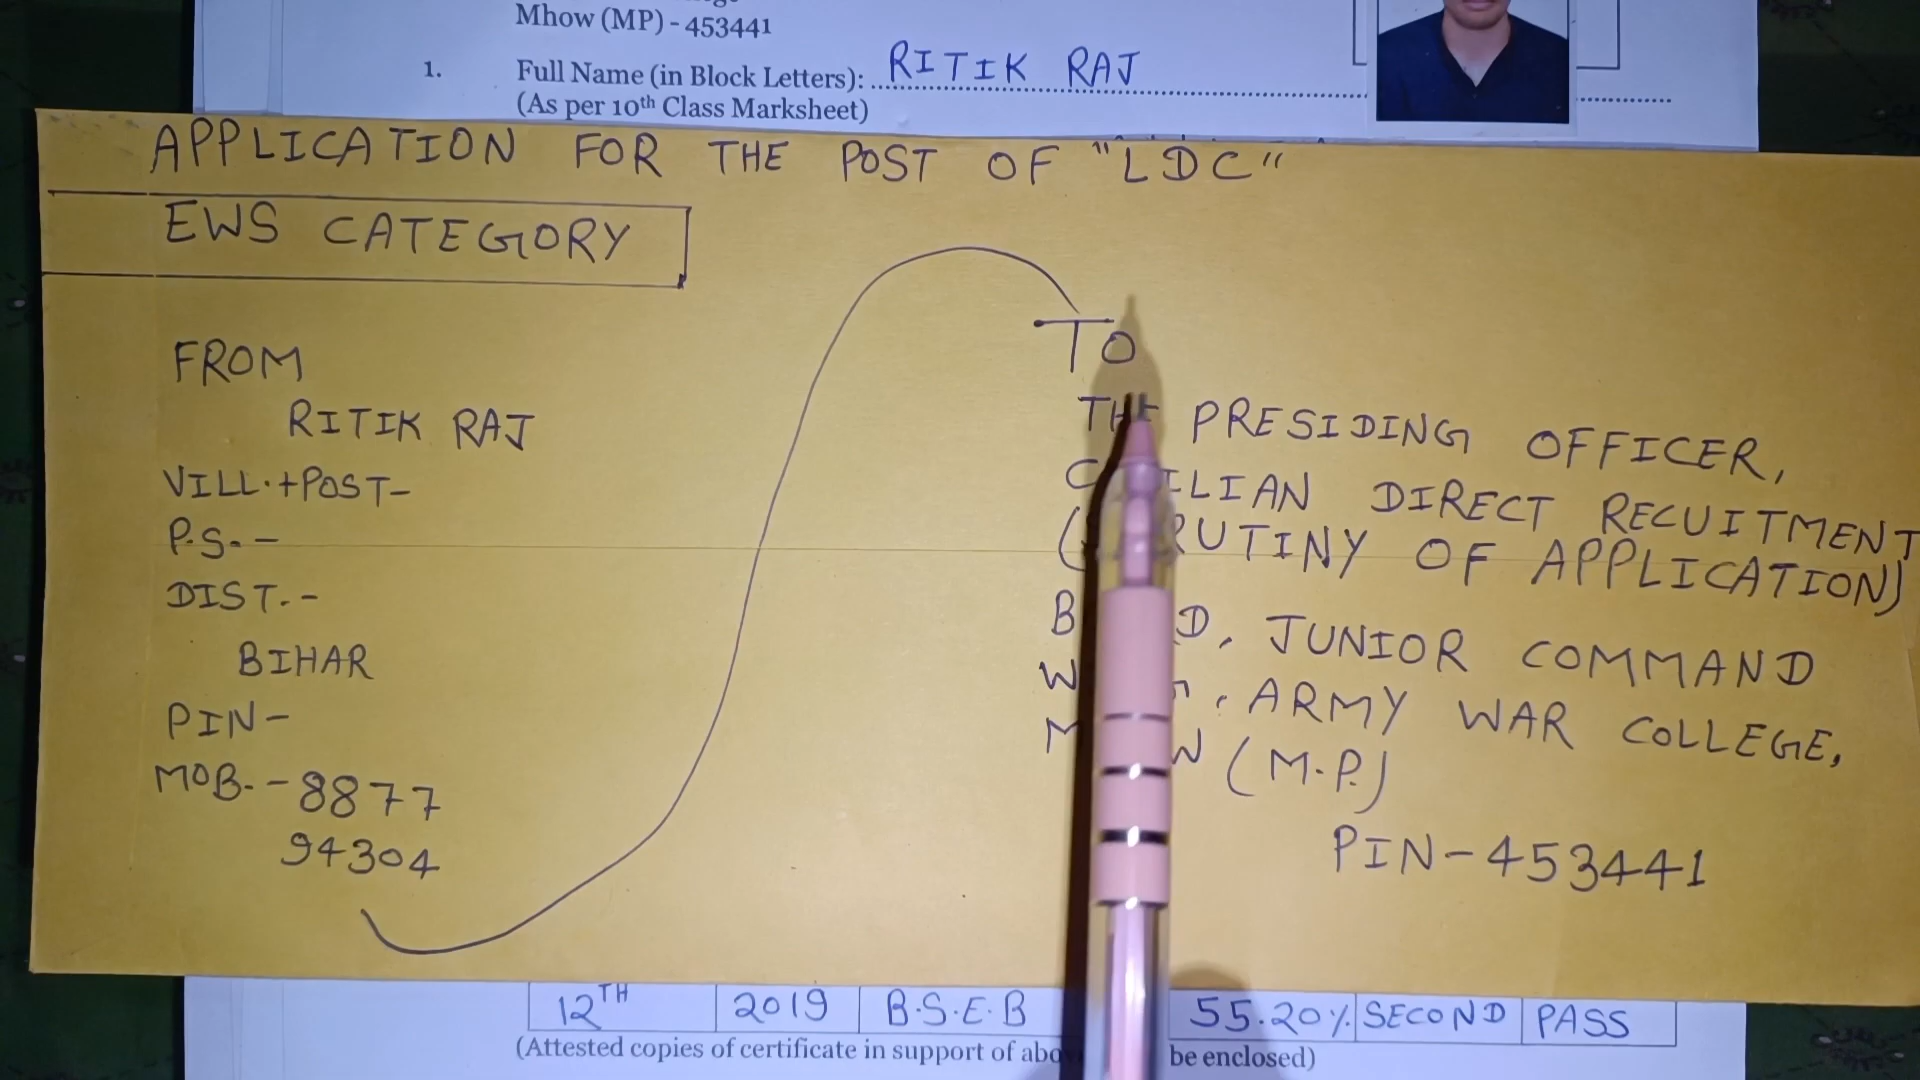 Mhow (MP) - 453441
1. Full Name (in Block Letters): RITIK RAJ
(As per 10th Class Marksheet)
APPLICATION FOR THE POST OF "LDC"
EWS CATEGORY
FROM
RITIK RAJ
VILL.+POST-
P.S. -
DIST. -
BIHAR
PIN-
MOB. - 8877
94304
TO
THE PRESIDING OFFICER,
DIRECT RECUITMENT
OF APPLICATION)
JUNIOR COMMAND
ARMY WAR COLLEGE,
(M.P.)
PIN-453441
12TH 2019 B.S.E.B 55.20% SECOND PASS
(Attested copies of certificate in support of be enclosed)